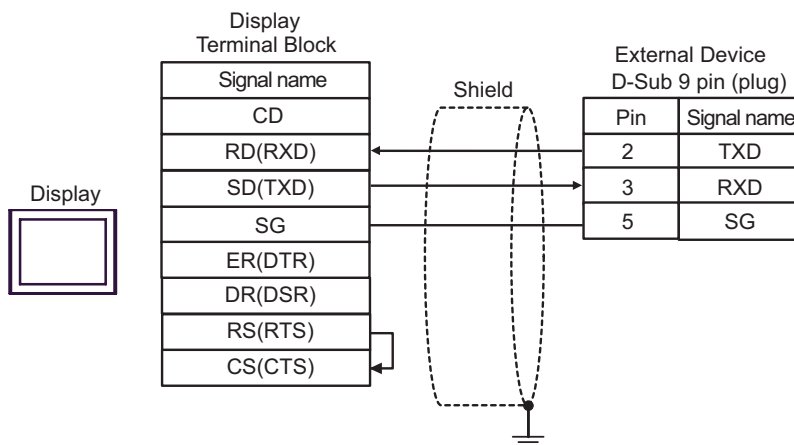 Display
Terminal Block
Signal name
CD
RD(RXD)
SD(TXD)
SG
ER(DTR)
DR(DSR)
RS(RTS)
CS(CTS)
Display
Shield
External Device
D-Sub 9 pin (plug)
Pin Signal name
2 TXD
3 RXD
5 SG